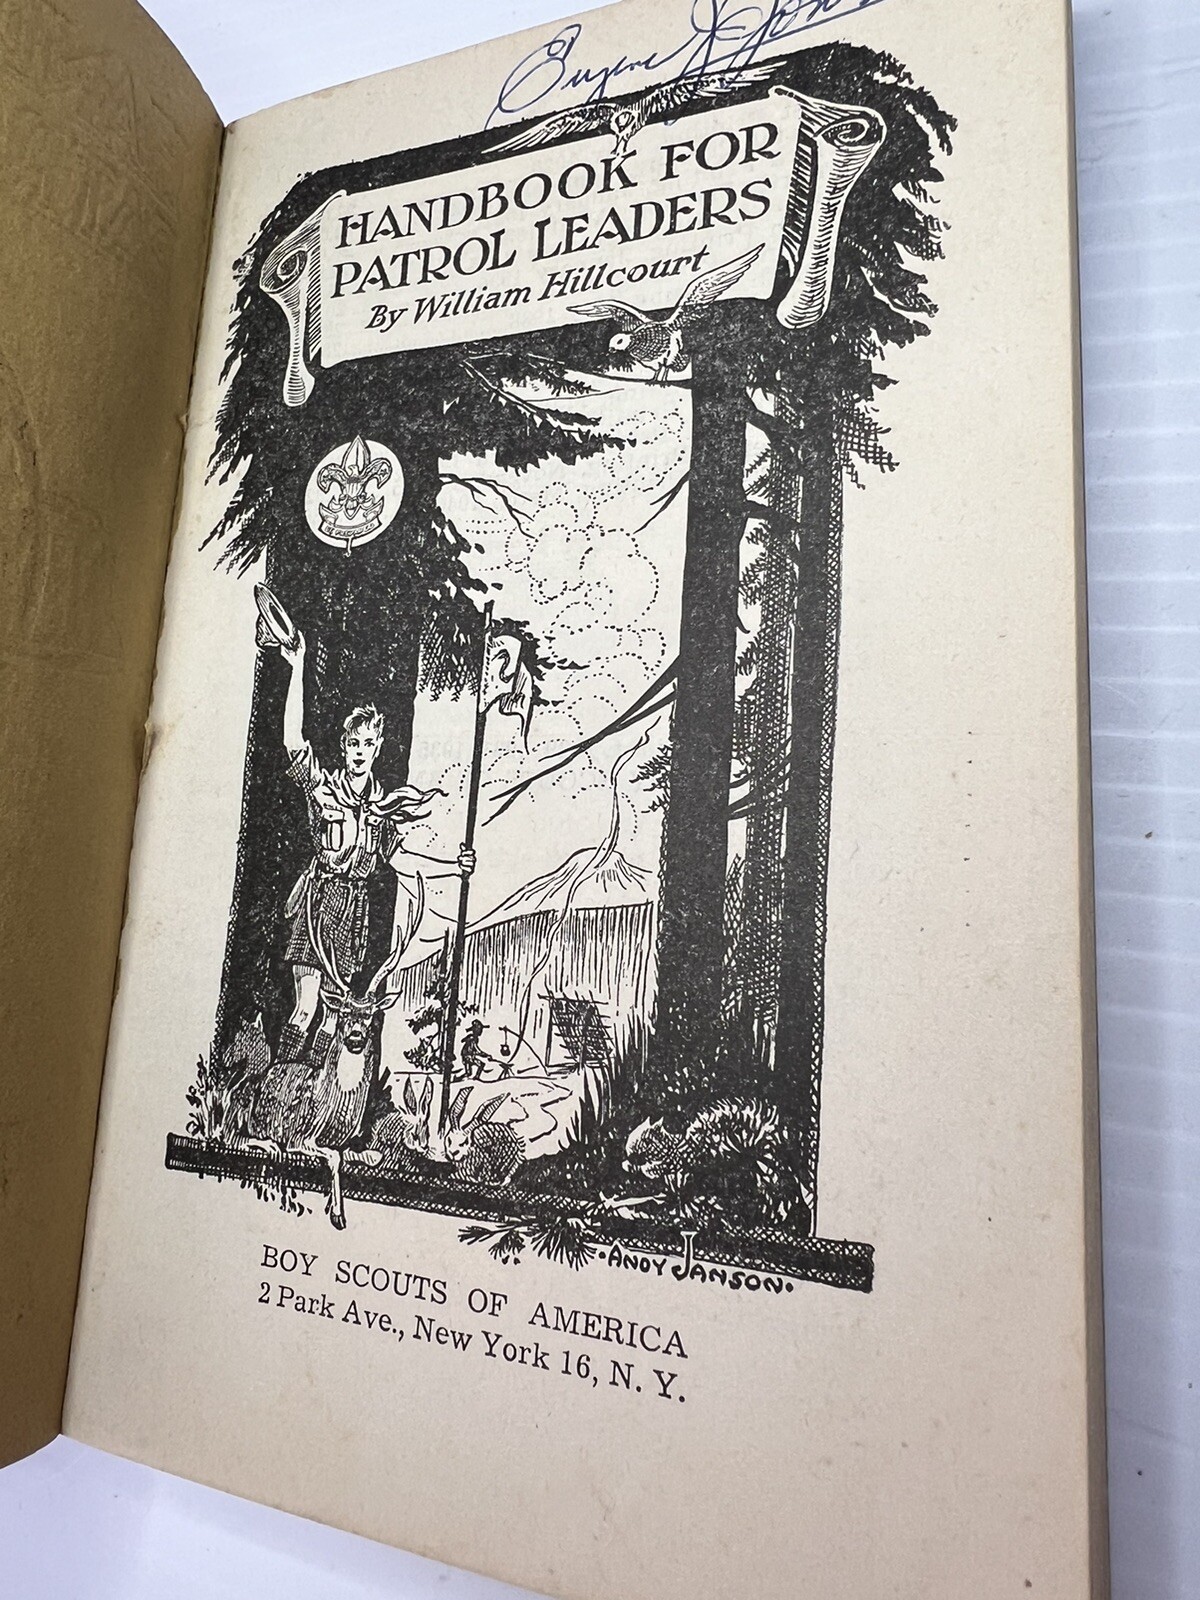 Eugene J.
HANDBOOK FOR
PATROL LEADERS
By William Hillcourt
·ANDY JANSON·
BOY SCOUTS OF AMERICA
2 Park Ave., New York 16, N. Y.